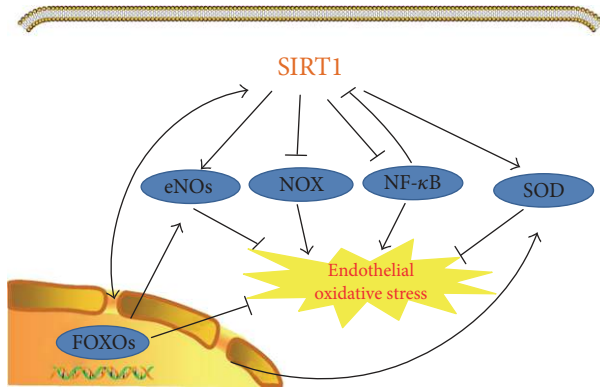 SIRT1
eNOs
NOX
NF-κB
SOD
Endothelial
oxidative stress
FOXOs